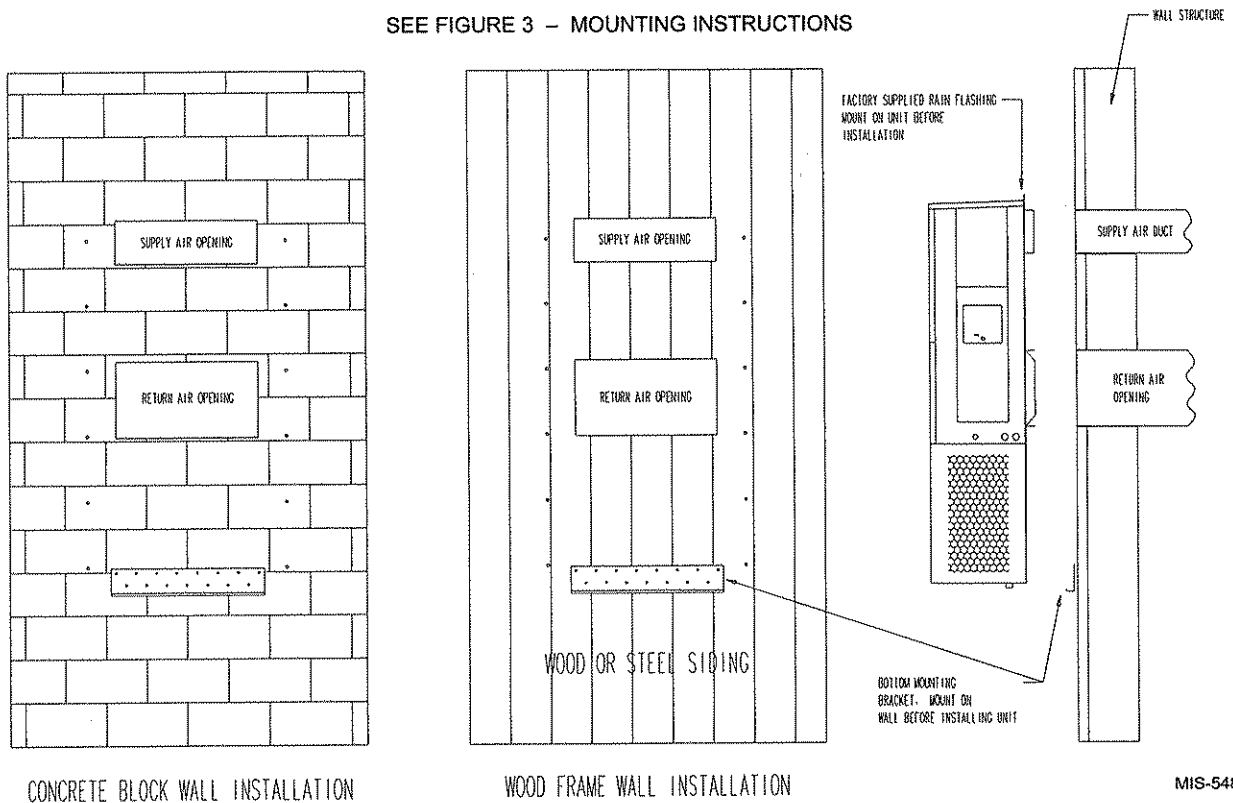 SEE FIGURE 3 – MOUNTING INSTRUCTIONS
WALL STRUCTURE
FACTORY SUPPLIED RAIN FLASHING
MOUNT ON UNIT BEFORE
INSTALLATION
SUPPLY AIR OPENING
SUPPLY AIR OPENING
SUPPLY AIR DUCT
RETURN AIR OPENING
RETURN AIR OPENING
RETURN AIR
OPENING
WOOD OR STEEL SIDING
BOTTOM MOUNTING
BRACKET. MOUNT ON
WALL BEFORE INSTALLING UNIT
CONCRETE BLOCK WALL INSTALLATION
WOOD FRAME WALL INSTALLATION
MIS-548